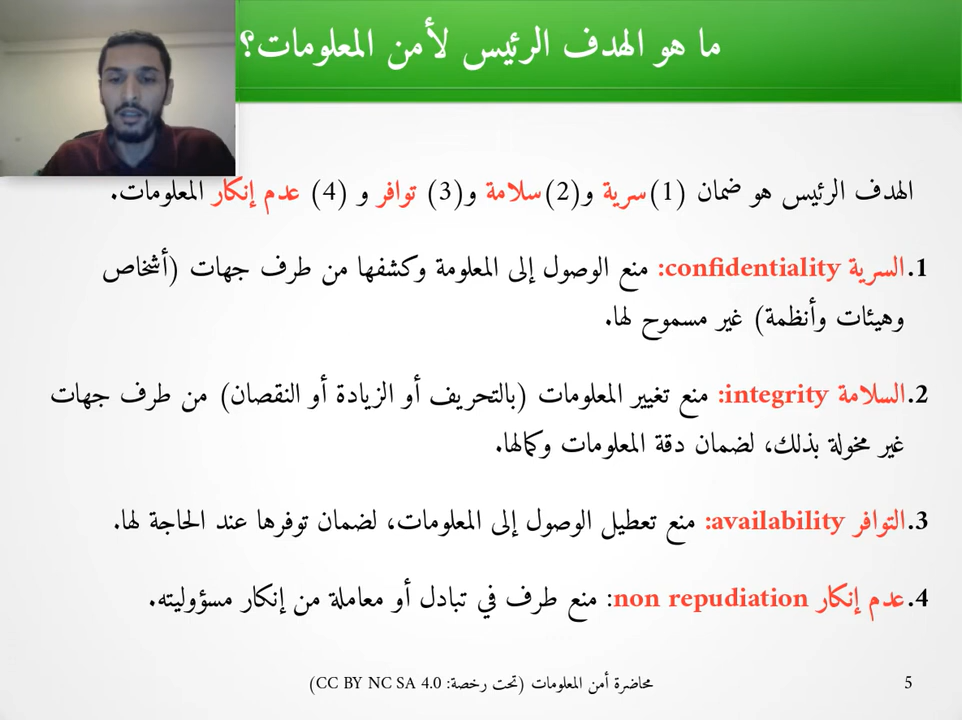 ما هو الهدف الرئيس لأمن المعلومات؟
الهدف الرئيس هو ضمان (1) سرية و(2) سلامة و(3) توافر و (4) عدم إنكار المعلومات.
1. السرية confidentiality: منع الوصول إلى المعلومة وكشفها من طرف جهات (أشخاص
وهيئات وأنظمة) غير مسموح لها.
2. السلامة integrity: منع تغيير المعلومات (بالتحريف أو الزيادة أو النقصان) من طرف جهات
غير مخولة بذلك، لضمان دقة المعلومات وكمالها.
3. التوافر availability: منع تعطيل الوصول إلى المعلومات، لضمان توفرها عند الحاجة لها.
4. عدم إنكار non repudiation: منع طرف في تبادل أو معاملة من إنكار مسؤوليته.
محاضرة أمن المعلومات (تحت رخصة: CC BY NC SA 4.0)
5